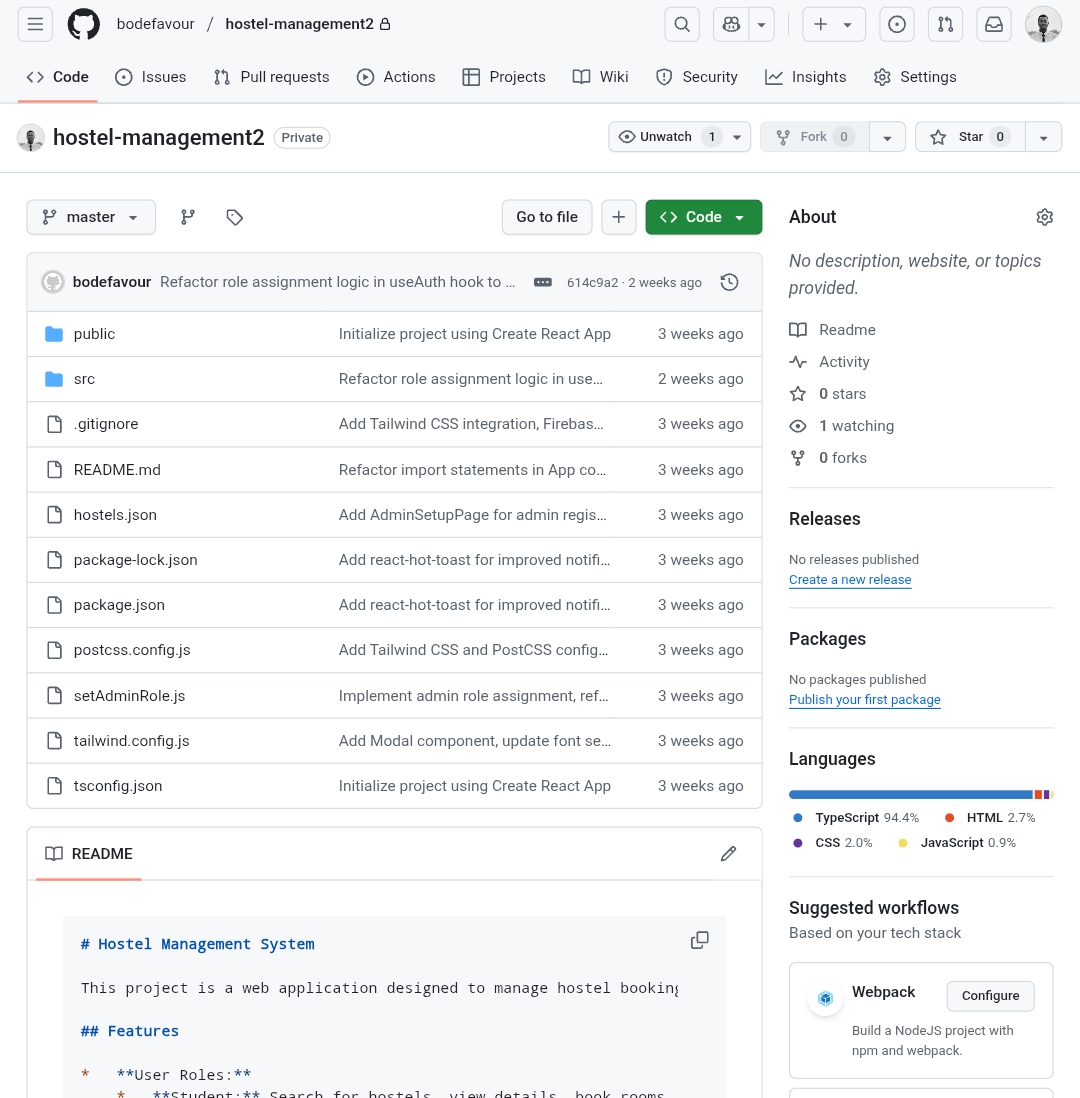 bodefavour / hostel-management2
Code Issues Pull requests Actions Projects Wiki Security Insights Settings
hostel-management2 Private Unwatch 1 Fork 0 Star 0
master Go to file Code
bodefavour Refactor role assignment logic in useAuth hook to ... 614c9a2 · 2 weeks ago
public Initialize project using Create React App 3 weeks ago
src Refactor role assignment logic in use... 2 weeks ago
.gitignore Add Tailwind CSS integration, Firebas... 3 weeks ago
README.md Refactor import statements in App co... 3 weeks ago
hostels.json Add AdminSetupPage for admin regis... 3 weeks ago
package-lock.json Add react-hot-toast for improved notifi... 3 weeks ago
package.json Add react-hot-toast for improved notifi... 3 weeks ago
postcss.config.js Add Tailwind CSS and PostCSS config... 3 weeks ago
setAdminRole.js Implement admin role assignment, ref... 3 weeks ago
tailwind.config.js Add Modal component, update font se... 3 weeks ago
tsconfig.json Initialize project using Create React App 3 weeks ago
README
# Hostel Management System
This project is a web application designed to manage hostel booking
## Features
* **User Roles:**
* **Student:** Search for hostels, view details, book rooms
About
No description, website, or topics
provided.
Readme
Activity
0 stars
1 watching
0 forks
Releases
No releases published
Create a new release
Packages
No packages published
Publish your first package
Languages
TypeScript 94.4% HTML 2.7%
CSS 2.0% JavaScript 0.9%
Suggested workflows
Based on your tech stack
Webpack Configure
Build a NodeJS project with
npm and webpack.